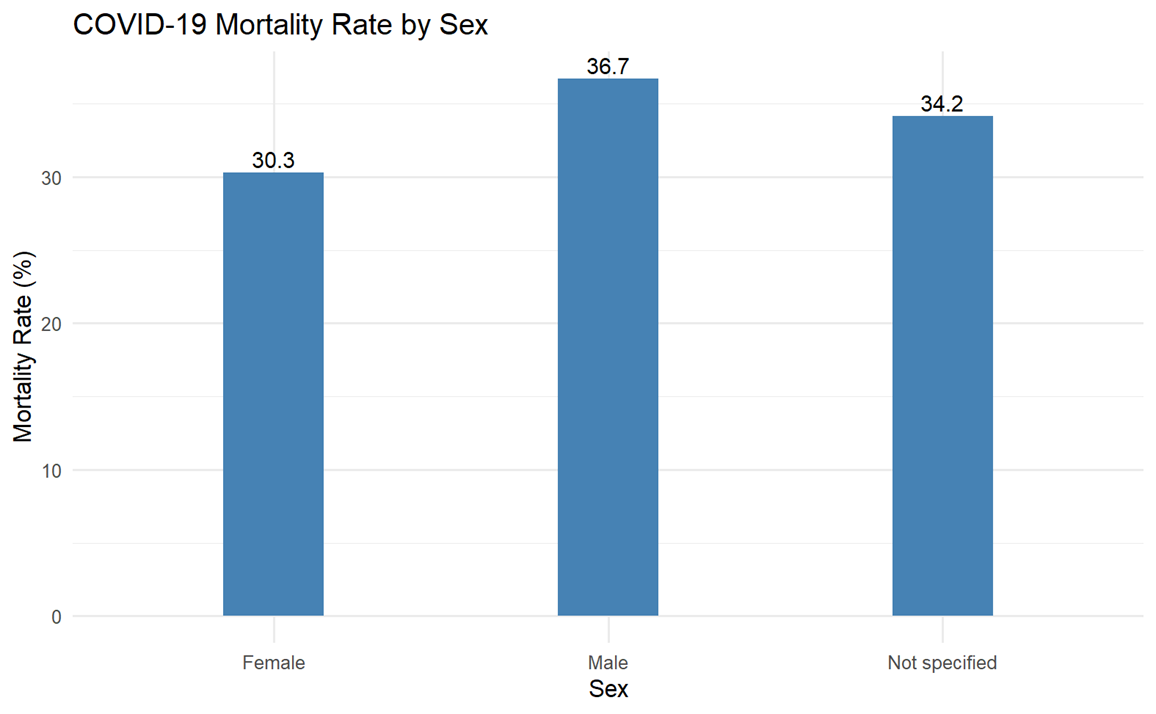 COVID-19 Mortality Rate by Sex
36.7
34.2
30.3
30
20
10
0
Mortality Rate (%)
Female
Male
Not specified
Sex